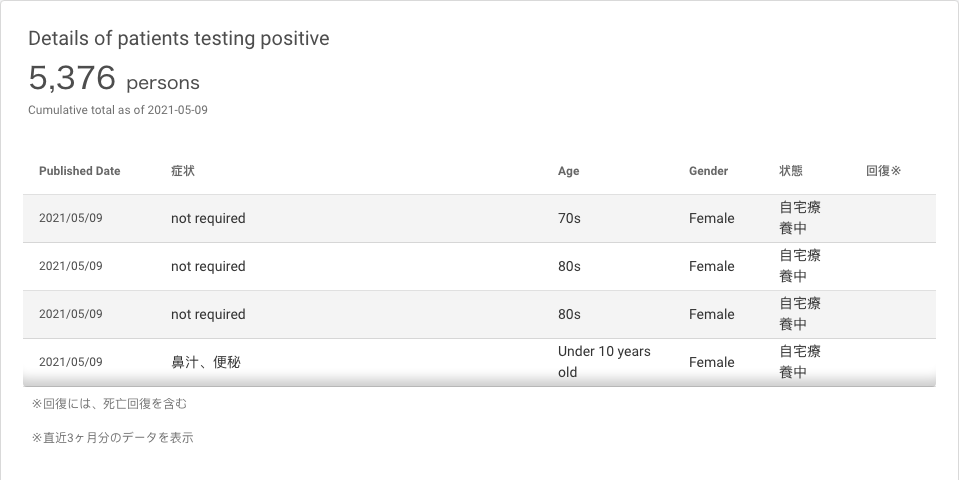 Details of patients testing positive
5,376 persons
Cumulative total as of 2021-05-09
Published Date 症状 Age Gender 状態 回復※
2021/05/09 not required 70s Female 自宅療
養中
2021/05/09 not required 80s Female 自宅療
養中
2021/05/09 not required 80s Female 自宅療
養中
2021/05/09 鼻汁、便秘 Under 10 years Female 自宅療
old 養中
※回復には、死亡回復を含む
※直近3ヶ月分のデータを表示